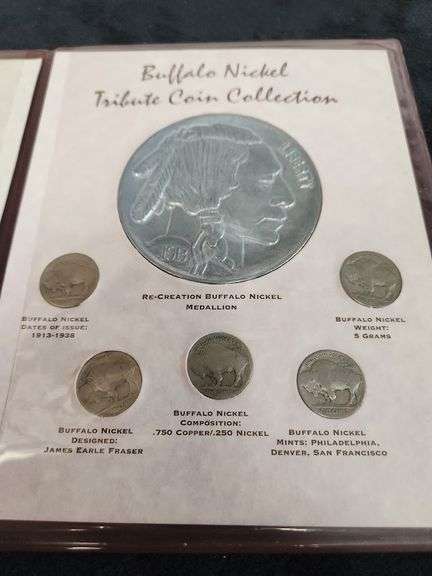 Buffalo Nickel
Tribute Coin Collection
LIBERTY
1913
RE-CREATION BUFFALO NICKEL
MEDALLION
BUFFALO NICKEL
DATES OF ISSUE:
1913-1938
BUFFALO NICKEL
WEIGHT:
5 GRAMS
BUFFALO NICKEL
DESIGNED:
JAMES EARLE FRASER
BUFFALO NICKEL
COMPOSITION:
.750 COPPER/.250 NICKEL
BUFFALO NICKEL
MINTS: PHILADELPHIA,
DENVER, SAN FRANCISCO